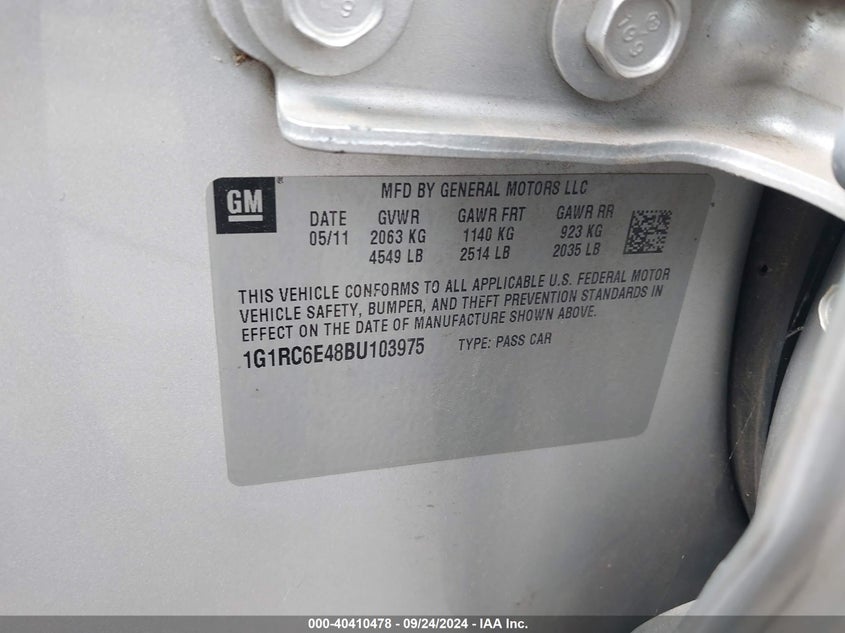 199
199 8
GM®
MFD BY GENERAL MOTORS LLC
DATE GVWR GAWR FRT GAWR RR
05/11 2063 KG 1140 KG 923 KG
4549 LB 2514 LB 2035 LB
THIS VEHICLE CONFORMS TO ALL APPLICABLE U.S. FEDERAL MOTOR
VEHICLE SAFETY, BUMPER, AND THEFT PREVENTION STANDARDS IN
EFFECT ON THE DATE OF MANUFACTURE SHOWN ABOVE.
1G1RC6E48BU103975 TYPE: PASS CAR
000-40410478 - 09/24/2024 - IAA Inc.